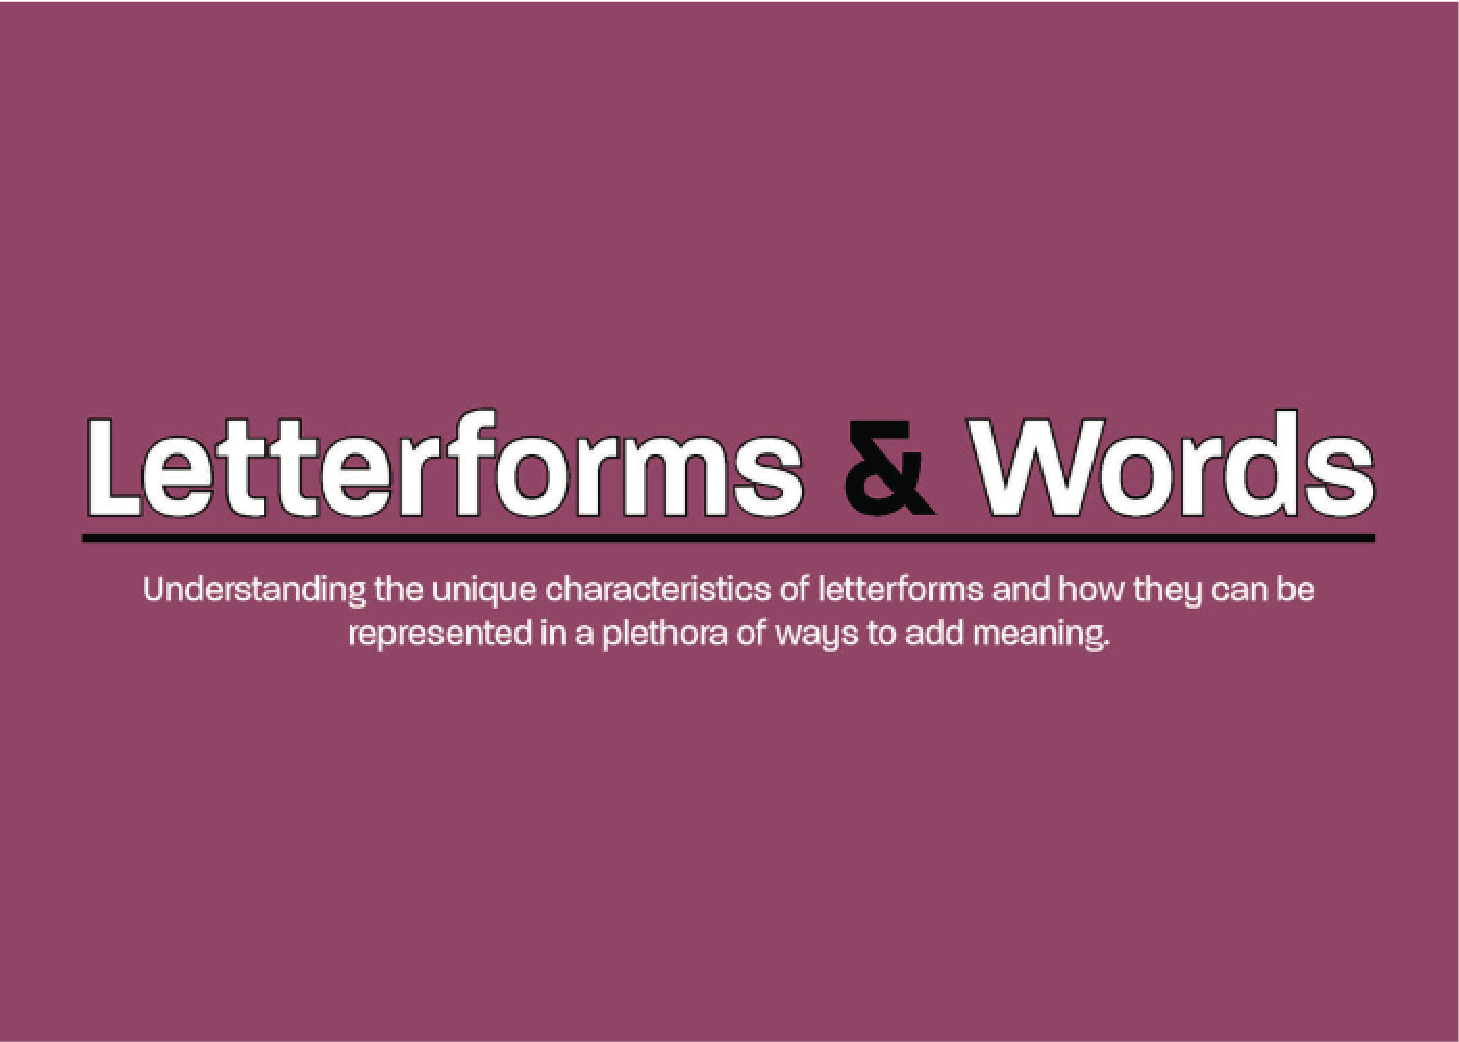 Letterforms & Words
Understanding the unique characteristics of letterforms and how they can be
represented in a plethora of ways to add meaning.